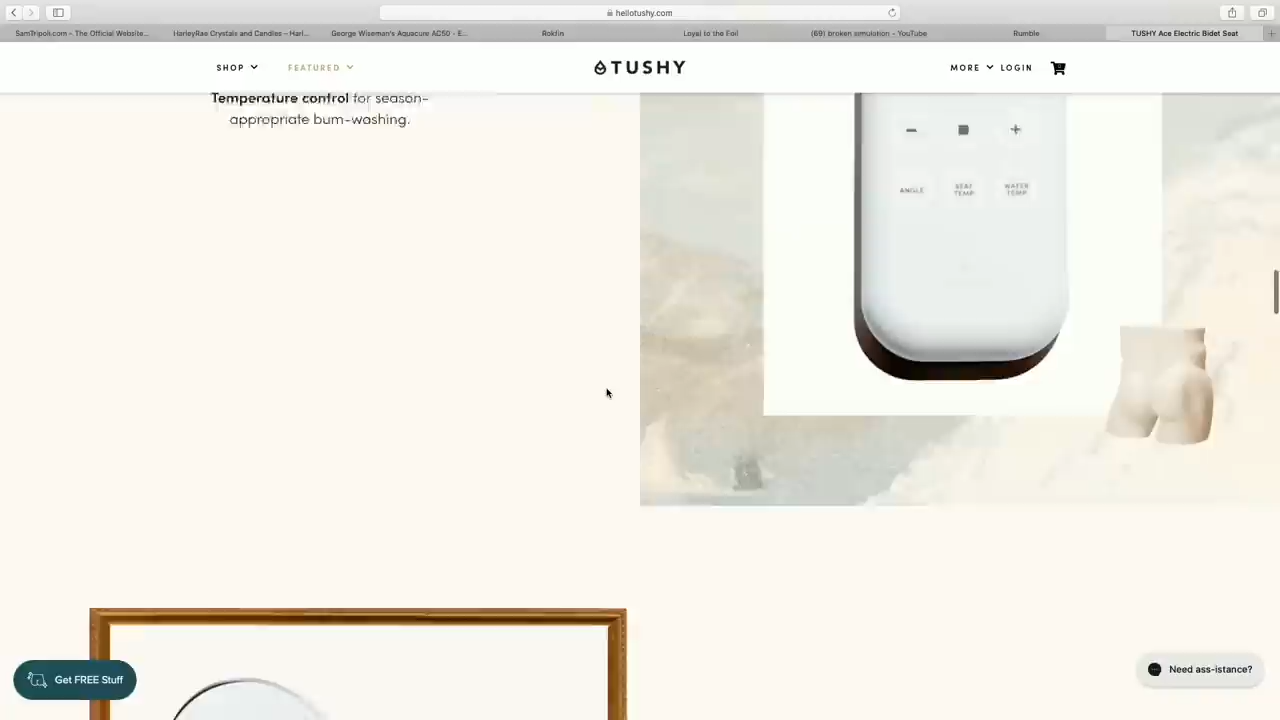 hellotushy.com
SamTripoli.com – The Official Website...
HarleyRae Crystals and Candles – Harl...
George Wiseman's Aquacure AC50 - E...
Rokfin
Loyal to the Foil
(69) broken simulation - YouTube
Rumble
TUSHY Ace Electric Bidet Seat
SHOP
FEATURED
TUSHY
MORE
LOGIN
Temperature control for season-
appropriate bum-washing.
ANGLE
SEAT
TEMP
WATER
TEMP
Get FREE Stuff
Need ass-istance?